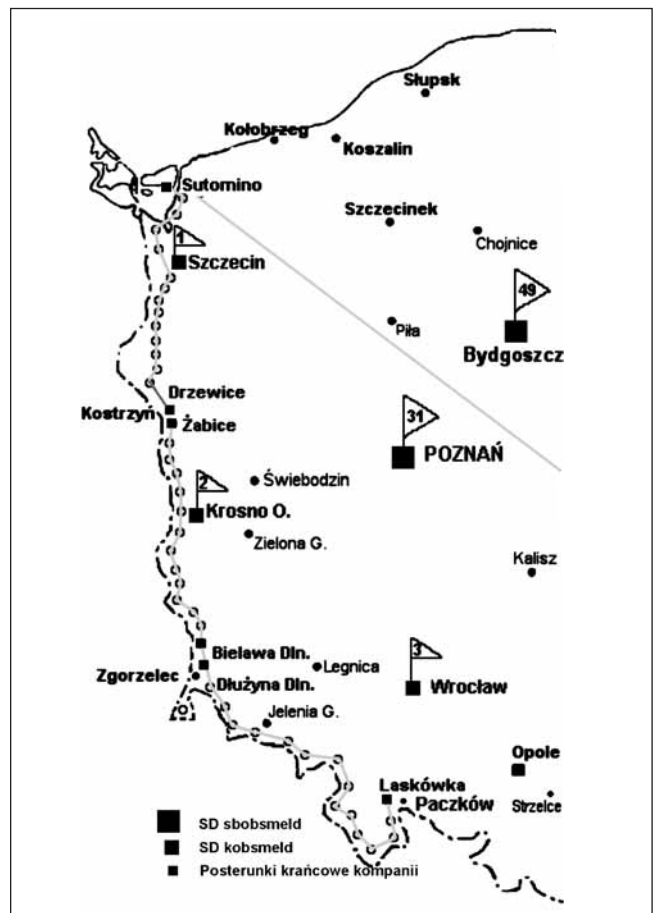 Słupsk
Kołobrzeg
Koszalin
Sutomino
Szczecinek
Chojnice
1
Szczecin
49
Piła
Bydgoszcz
Drzewice
Kostrzyń
Żabice
31
POZNAŃ
Świebodzin
2
Krosno O.
Zielona G.
Kalisz
Bielawa Dln.
Legnica
3
Zgorzelec
Dłużyna Dln.
Wrocław
Jelenia G.
Opole
Laskówka
Paczków
Strzelce
SD sbobsmeld
SD kobsmeld
Posterunki krańcowe kompanii